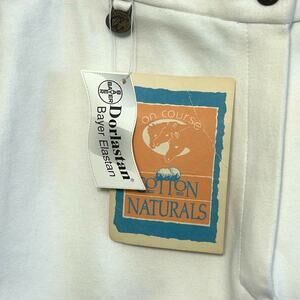 BAYER
Dorlastan
Bayer Elastan
on course
COTTON
NATURALS